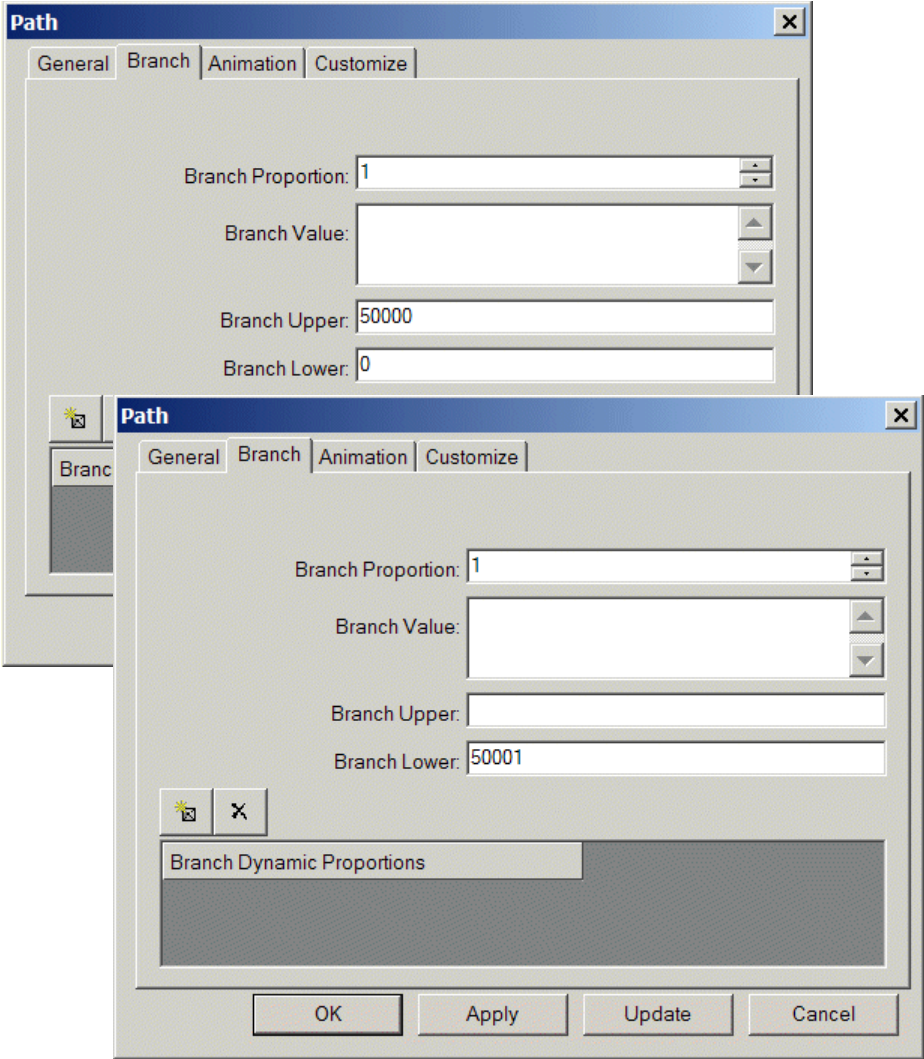 Path
General Branch Animation Customize
Branch Proportion: 1
Branch Value:
Branch Upper: 50000
Branch Lower: 0
Branc
Path
General Branch Animation Customize
Branch Proportion: 1
Branch Value:
Branch Upper:
Branch Lower: 50001
Branch Dynamic Proportions
OK Apply Update Cancel